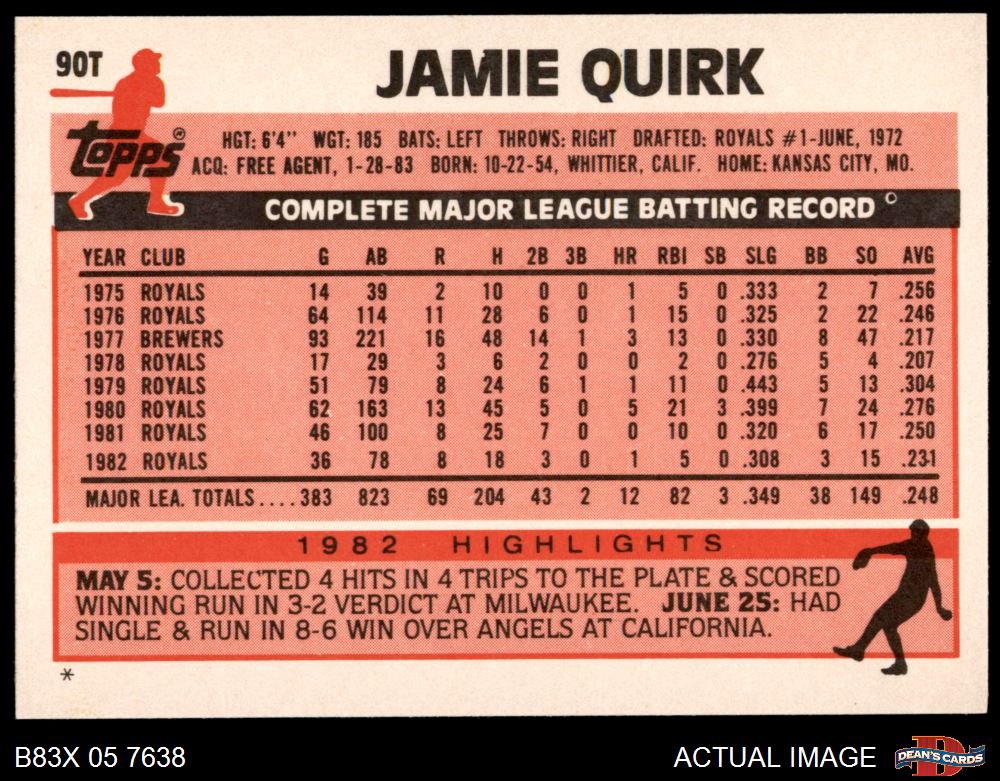 90T
JAMIE QUIRK
Topps®
HGT: 6'4" WGT: 185 BATS: LEFT THROWS: RIGHT DRAFTED: ROYALS #1-JUNE, 1972
ACQ: FREE AGENT, 1-28-83 BORN: 10-22-54, WHITTIER, CALIF. HOME: KANSAS CITY, MO.
COMPLETE MAJOR LEAGUE BATTING RECORD
YEAR CLUB G AB R H 2B 3B HR RBI SB SLG BB SO AVG
1975 ROYALS 14 39 2 10 0 0 1 5 0 .333 2 7 .256
1976 ROYALS 64 114 11 28 6 0 1 15 0 .325 2 22 .246
1977 BREWERS 93 221 16 48 14 1 3 13 0 .330 8 47 .217
1978 ROYALS 17 29 3 6 2 0 0 2 0 .276 5 4 .207
1979 ROYALS 51 79 8 24 6 1 1 11 0 .443 5 13 .304
1980 ROYALS 62 163 13 45 5 0 5 21 3 .399 7 24 .276
1981 ROYALS 46 100 8 25 7 0 0 10 0 .320 6 17 .250
1982 ROYALS 36 78 8 18 3 0 1 5 0 .308 3 15 .231
MAJOR LEA. TOTALS....383 823 69 204 43 2 12 82 3 .349 38 149 .248
1982 HIGHLIGHTS
MAY 5: COLLECTED 4 HITS IN 4 TRIPS TO THE PLATE & SCORED
WINNING RUN IN 3-2 VERDICT AT MILWAUKEE. JUNE 25: HAD
SINGLE & RUN IN 8-6 WIN OVER ANGELS AT CALIFORNIA.
*
B83X 05 7638
ACTUAL IMAGE
DEAN'S CARDS